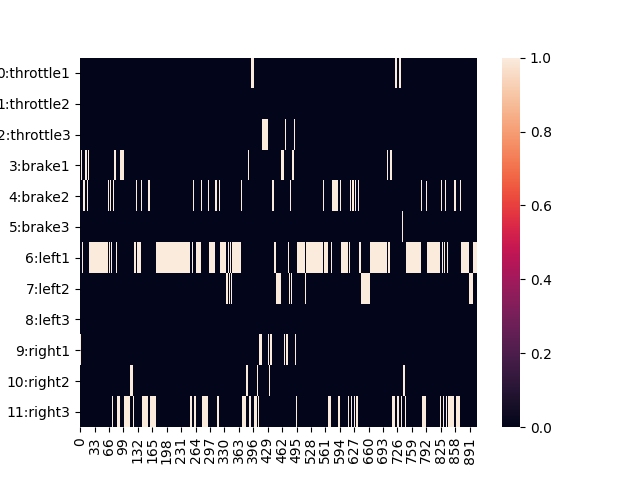 0:throttle1
1:throttle2
2:throttle3
3:brake1
4:brake2
5:brake3
6:left1
7:left2
8:left3
9:right1
10:right2
11:right3
0 33 66 99 132 165 198 231 264 297 330 363 396 429 462 495 528 561 594 627 660 693 726 759 792 825 858 891
1.0
0.8
0.6
0.4
0.2
0.0